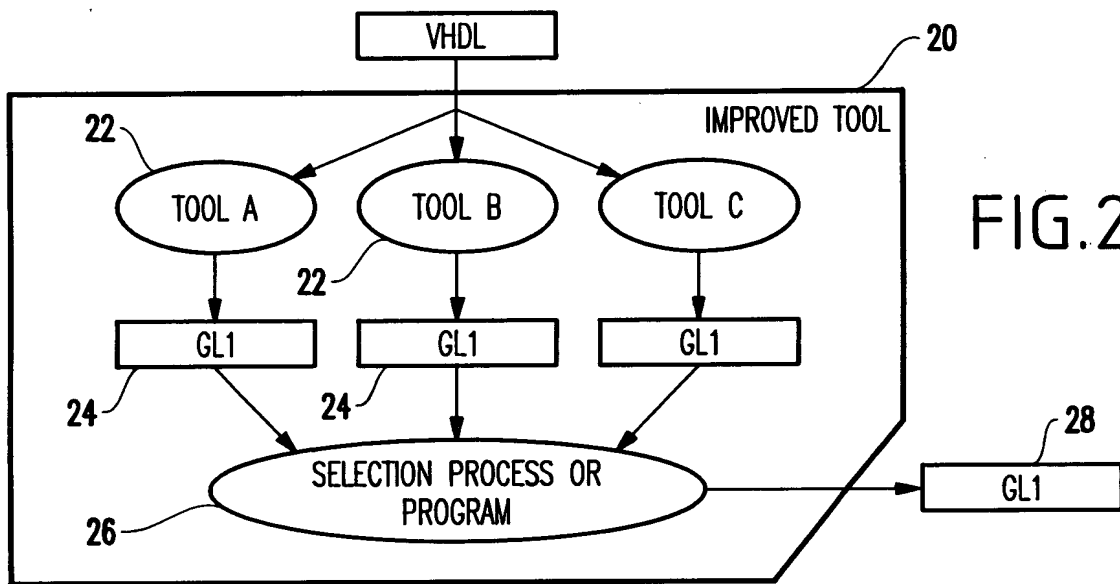 VHDL
20
IMPROVED TOOL
22
TOOL A
TOOL B
TOOL C
FIG.2
22
GL1
GL1
GL1
24
24
28
SELECTION PROCESS OR
PROGRAM
GL1
26